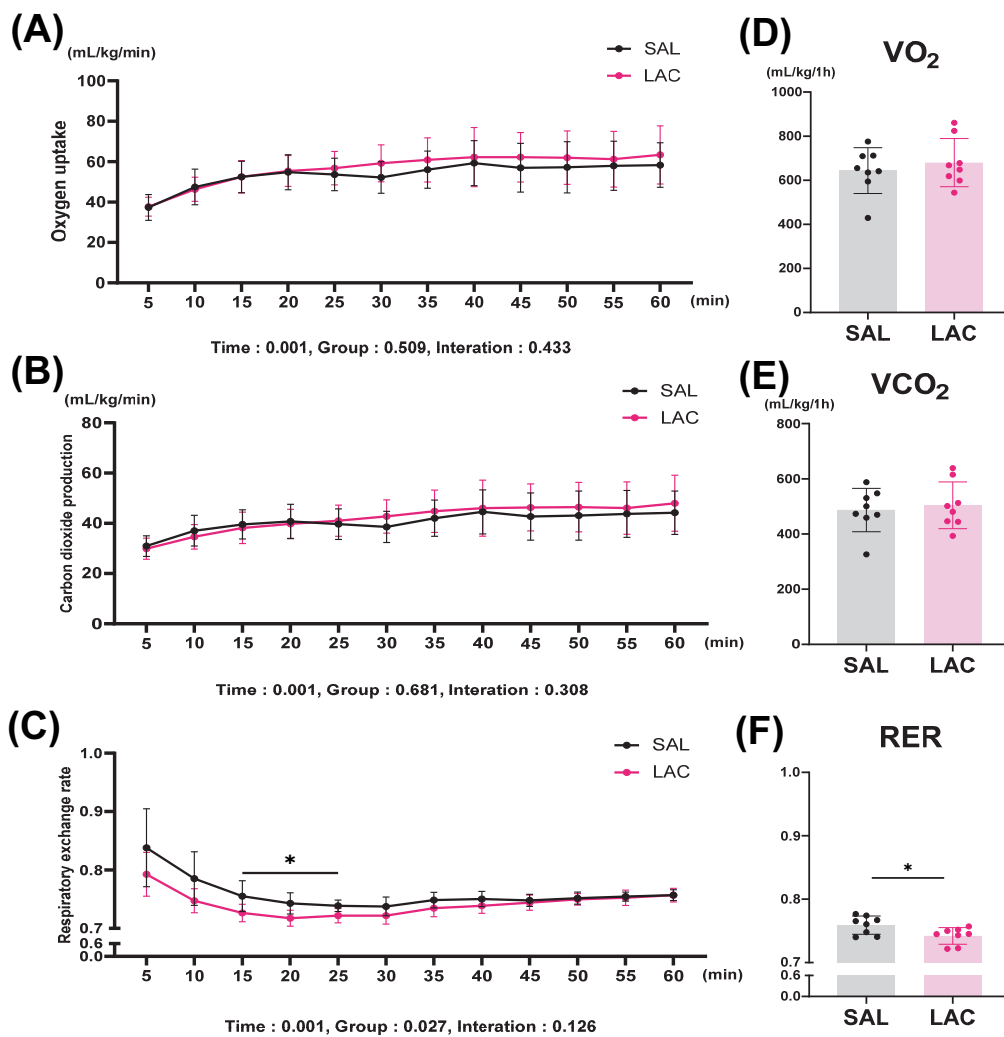 (A)
(mL/kg/min)
SAL
LAC
Oxygen uptake
100
80
60
40
20
0
5 10 15 20 25 30 35 40 45 50 55 60 (min)
Time : 0.001, Group : 0.509, Interation : 0.433
(D)
VO₂
(mL/kg/1h)
1000
800
600
400
200
0
SAL LAC
(B)
(mL/kg/min)
SAL
LAC
Carbon dioxide production
80
60
40
20
0
5 10 15 20 25 30 35 40 45 50 55 60 (min)
Time : 0.001, Group : 0.681, Interation : 0.308
(E)
VCO₂
(mL/kg/1h)
800
600
400
200
0
SAL LAC
(C)
SAL
LAC
Respiratory exchange rate
1.0
0.9
0.8
0.7
0.6
0.0
*
5 10 15 20 25 30 35 40 45 50 55 60 (min)
Time : 0.001, Group : 0.027, Interation : 0.126
(F)
RER
1.0
0.9
0.8
0.7
0.6
0.0
*
SAL LAC